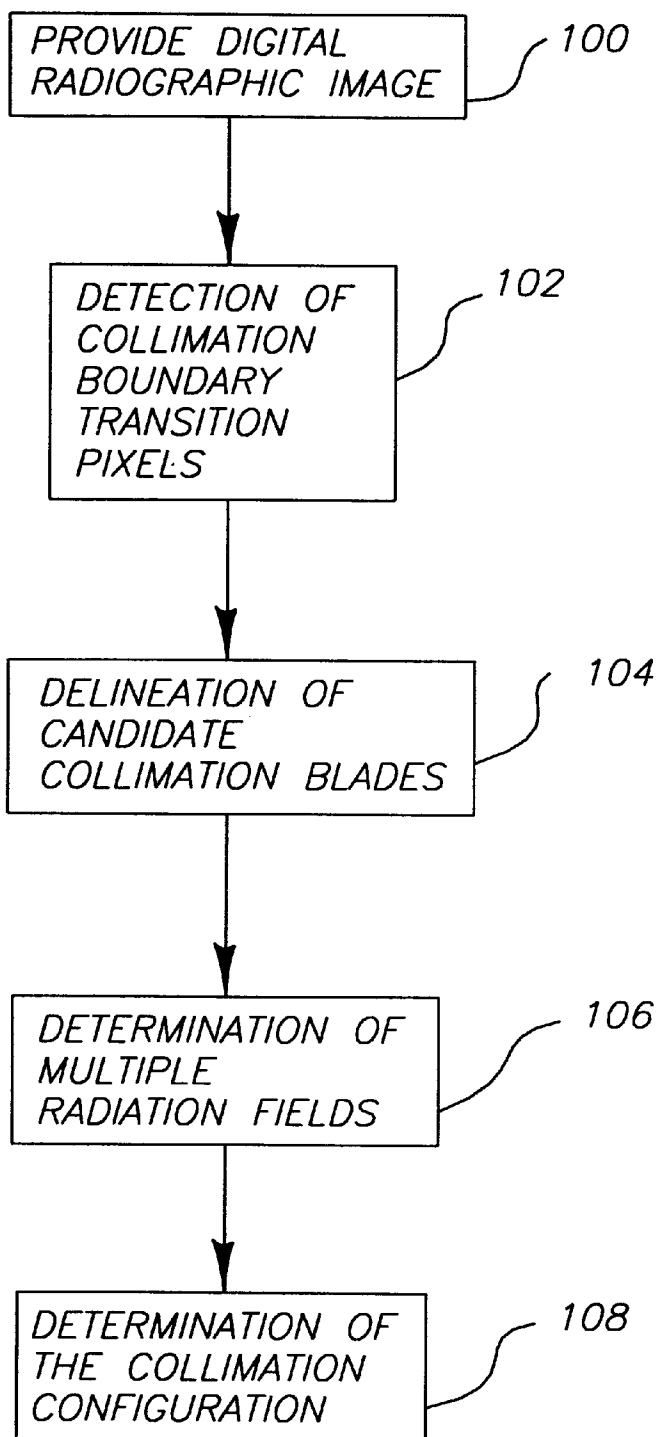 PROVIDE DIGITAL
RADIOGRAPHIC IMAGE
100
DETECTION OF
COLLIMATION
BOUNDARY
TRANSITION
PIXELS
102
DELINEATION OF
CANDIDATE
COLLIMATION BLADES
104
DETERMINATION OF
MULTIPLE
RADIATION FIELDS
106
DETERMINATION OF
THE COLLIMATION
CONFIGURATION
108